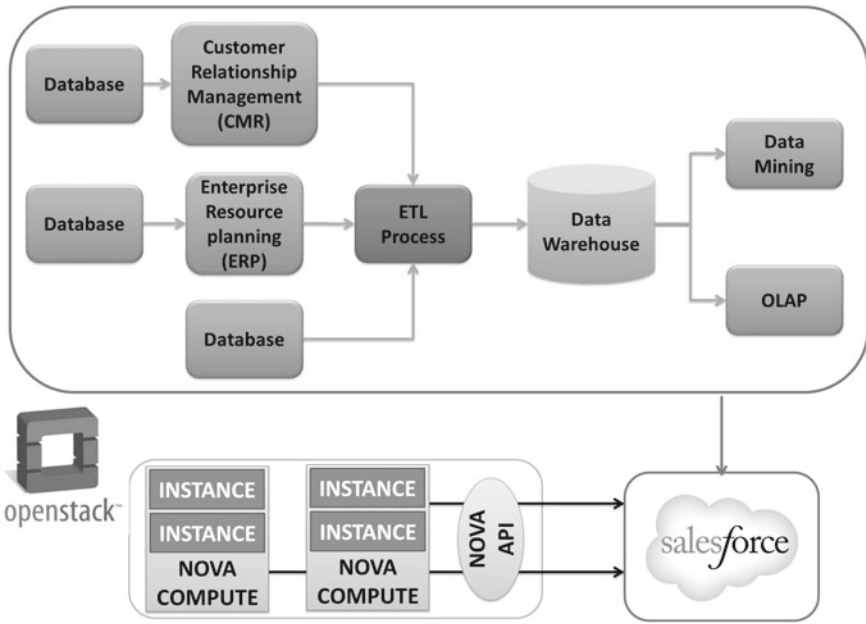 Database
Customer
Relationship
Management
(CMR)
Database
Enterprise
Resource
planning
(ERP)
Database
ETL
Process
Data
Warehouse
Data
Mining
OLAP
openstack™
INSTANCE
INSTANCE
NOVA
COMPUTE
INSTANCE
INSTANCE
NOVA
COMPUTE
NOVA
API
salesforce